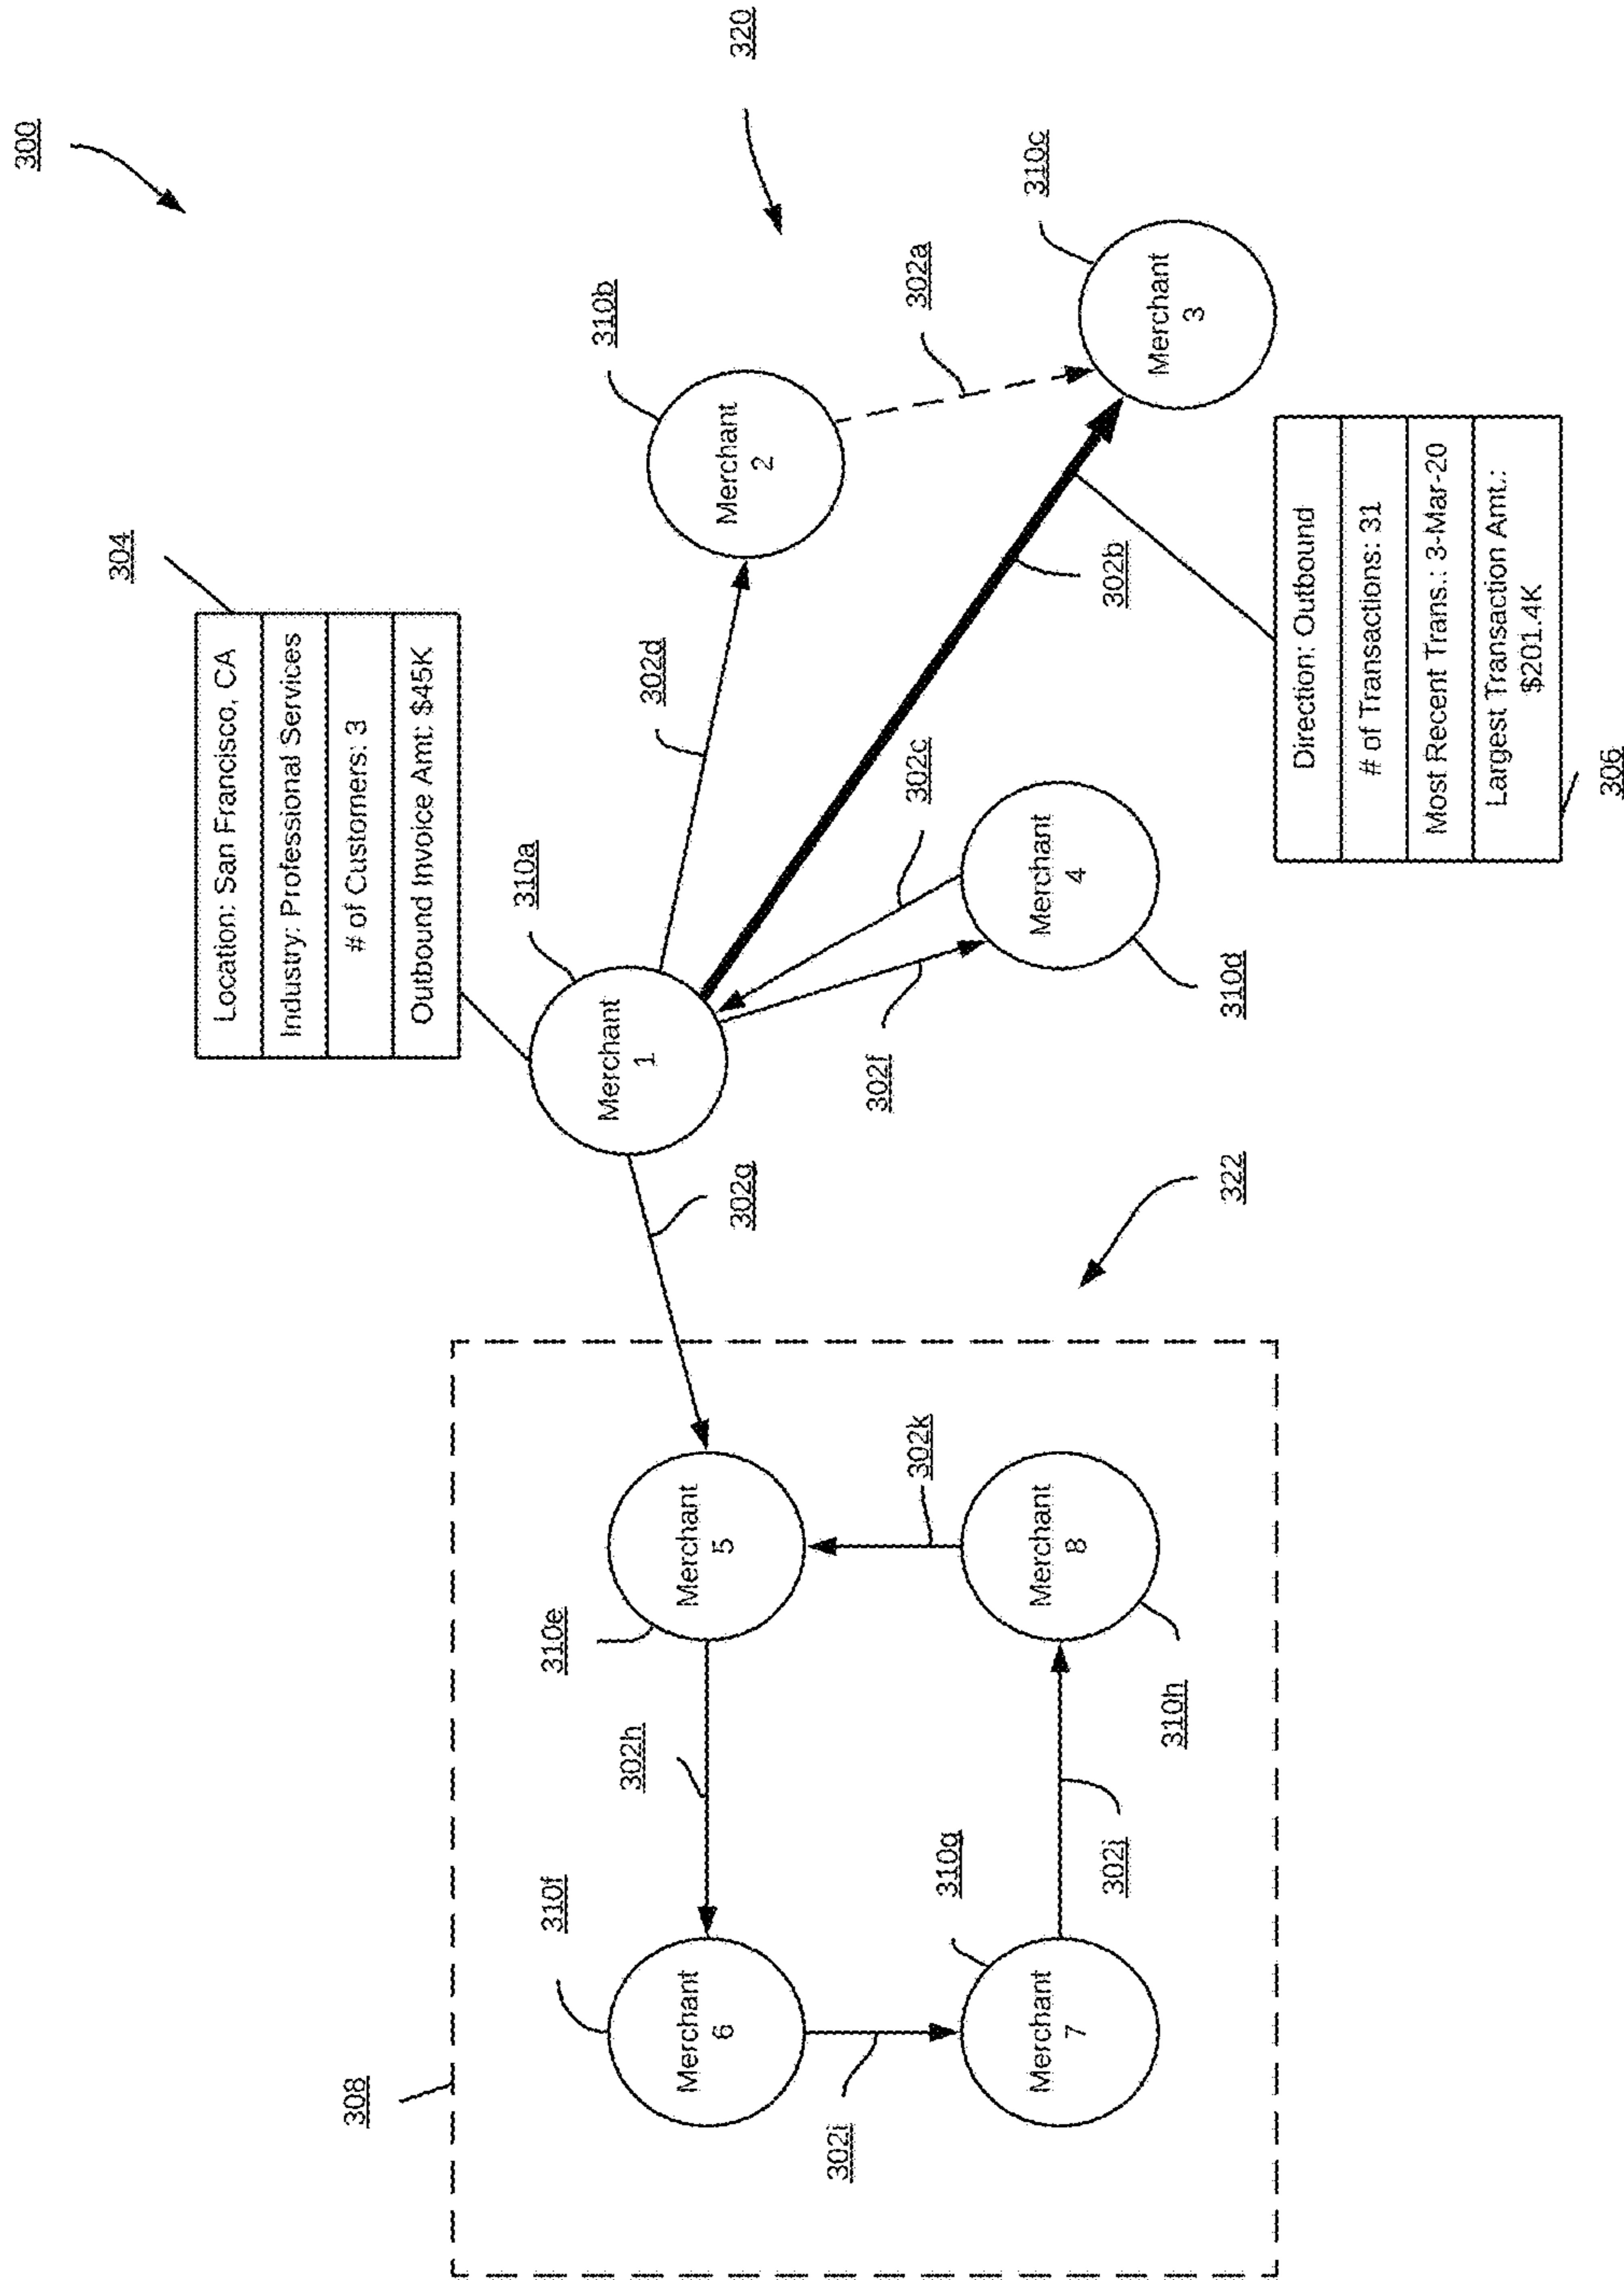 300
320
304
Location: San Francisco, CA
Industry: Professional Services
# of Customers: 3
Outbound Invoice Amt: $45K
310a
Merchant
1
302d
310b
Merchant
2
302a
310c
Merchant
3
302b
302c
302f
Merchant
4
310d
Direction: Outbound
# of Transactions: 31
Most Recent Trans.: 3-Mar-20
Largest Transaction Amt.:
$201.4K
306
302g
322
308
310f
Merchant
6
302h
310e
Merchant
5
302i
302k
310g
Merchant
7
302j
Merchant
8
310h